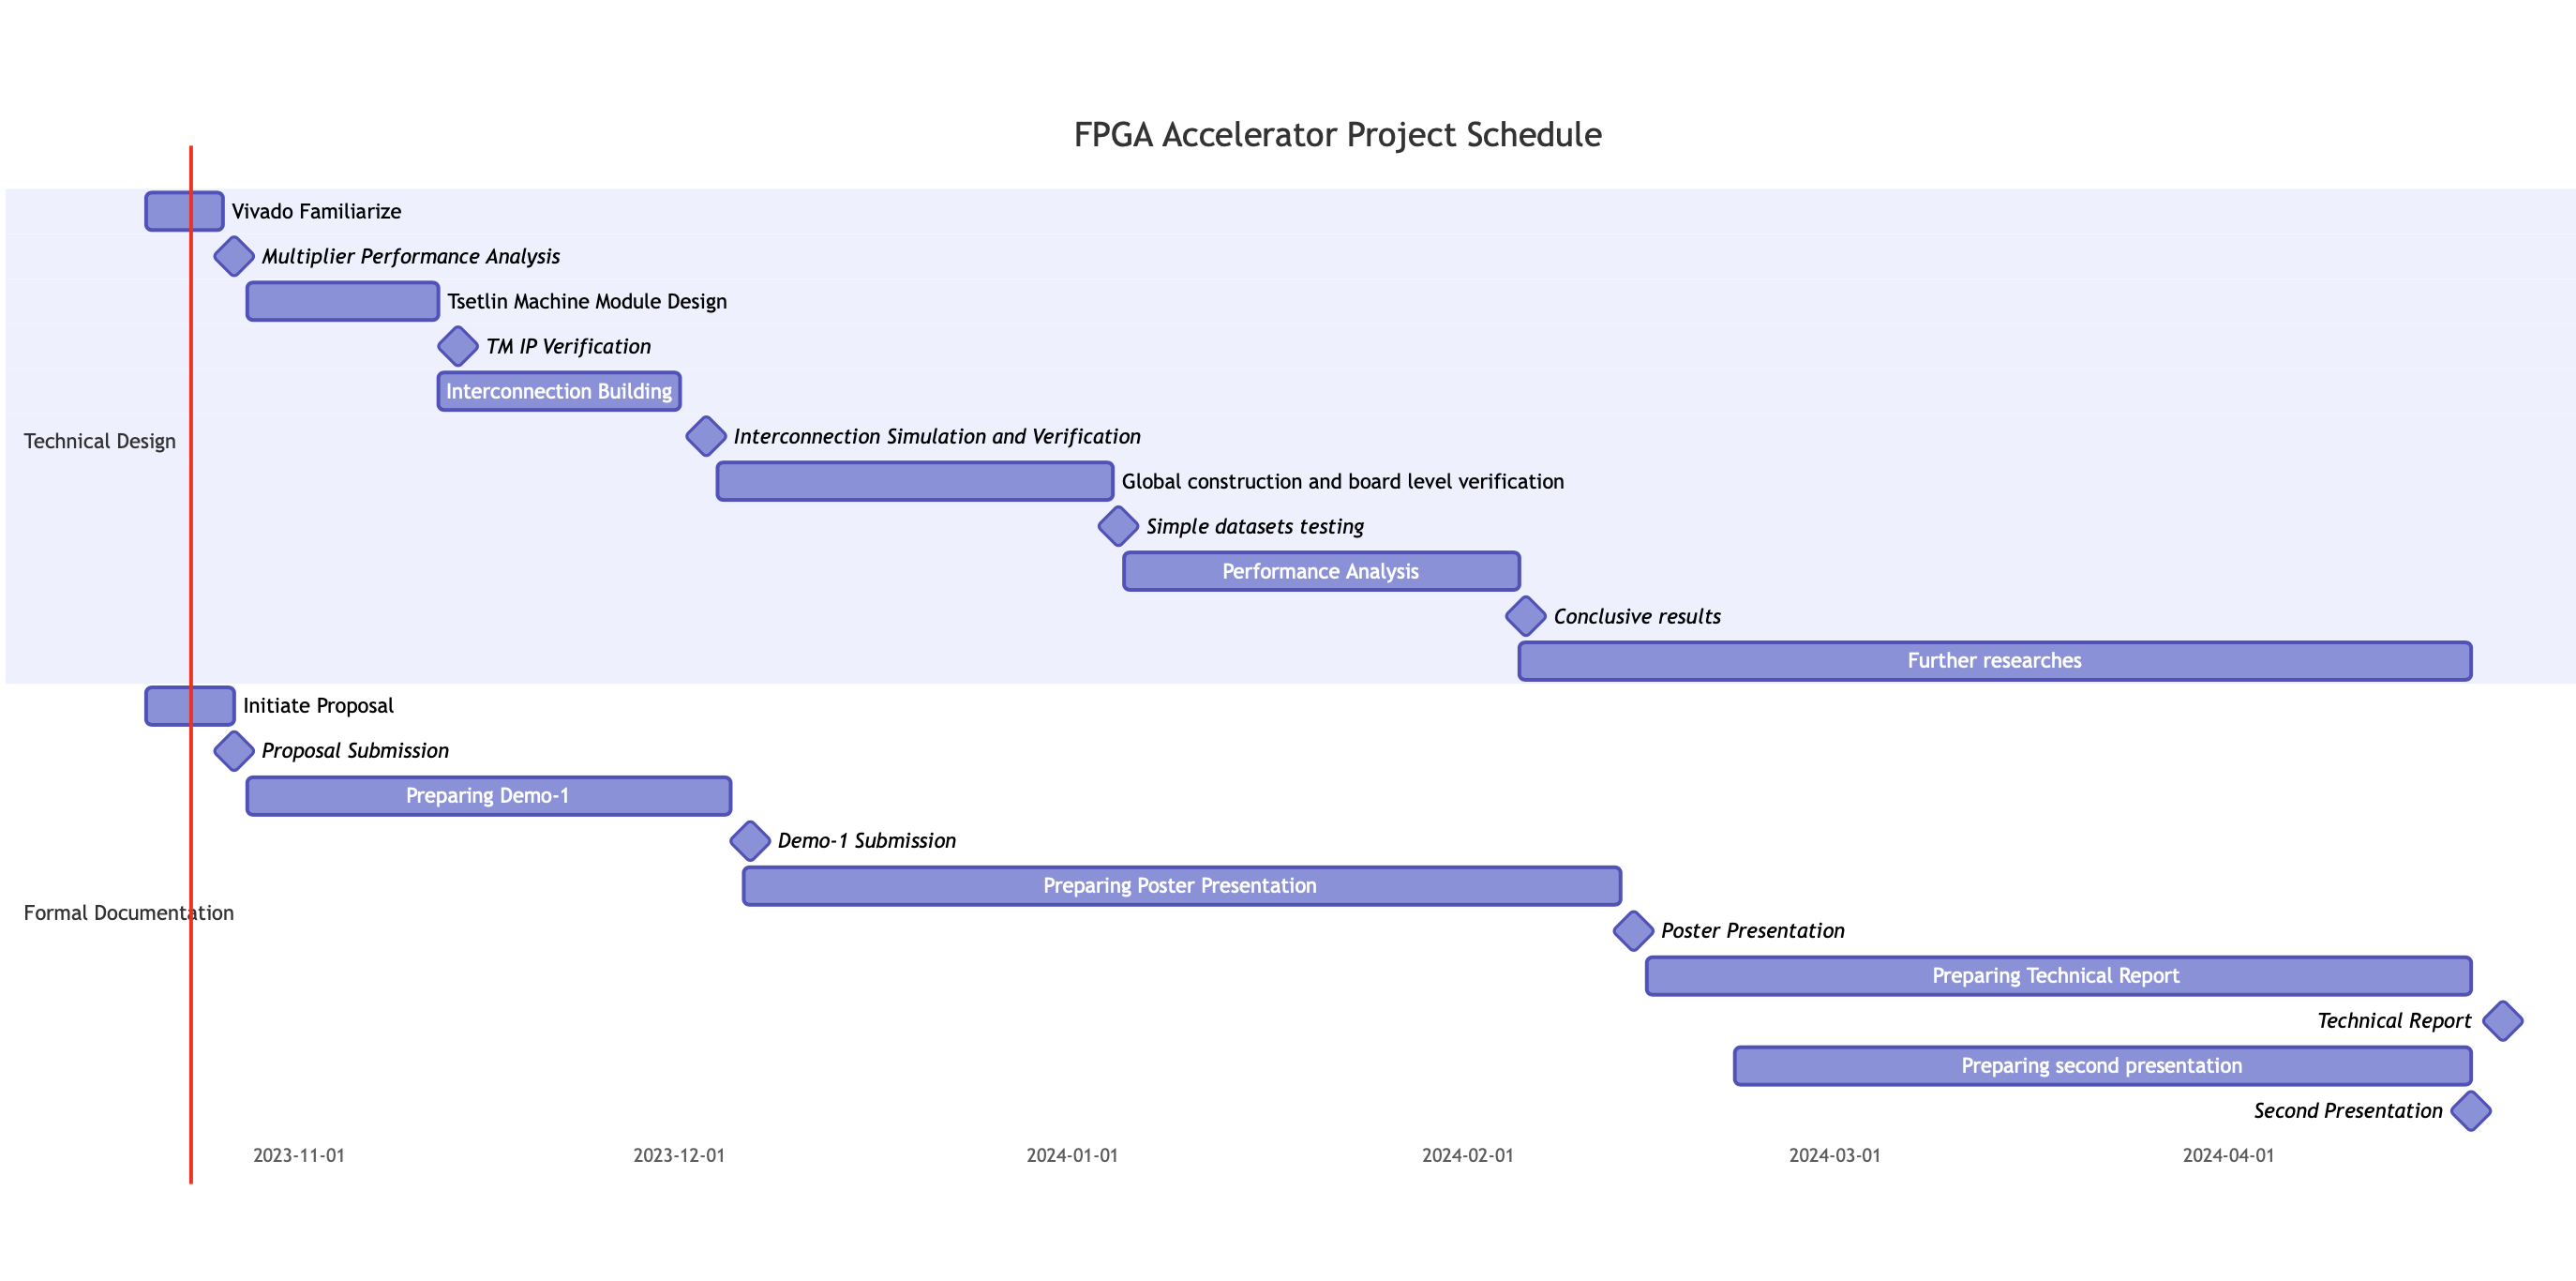 FPGA Accelerator Project Schedule
Vivado Familiarize
Multiplier Performance Analysis
Tsetlin Machine Module Design
TM IP Verification
Interconnection Building
Technical Design
Interconnection Simulation and Verification
Global construction and board level verification
Simple datasets testing
Performance Analysis
Conclusive results
Further researches
Initiate Proposal
Proposal Submission
Preparing Demo-1
Demo-1 Submission
Preparing Poster Presentation
Formal Documentation
Poster Presentation
Preparing Technical Report
Technical Report
Preparing second presentation
Second Presentation
2023-11-01 2023-12-01 2024-01-01 2024-02-01 2024-03-01 2024-04-01